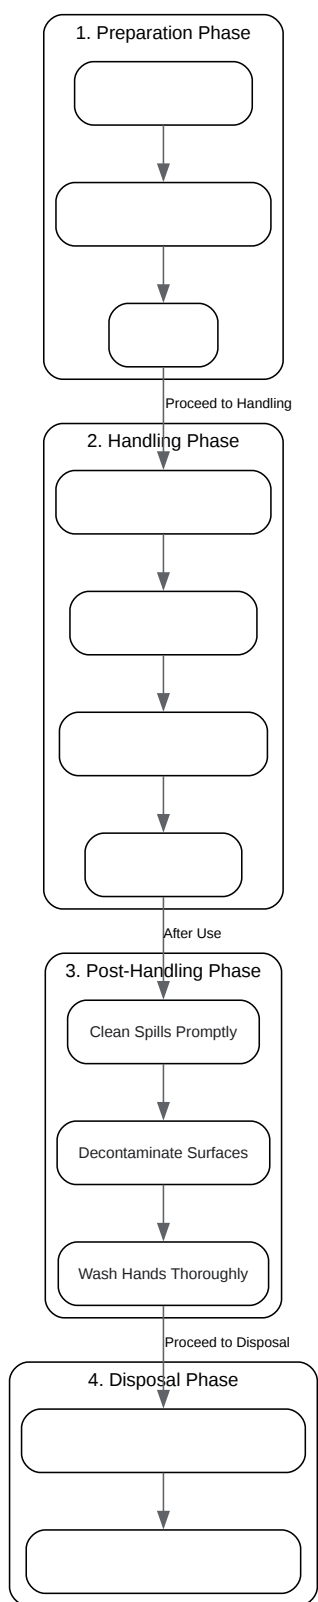 1. Preparation Phase
Proceed to Handling
2. Handling Phase
After Use
3. Post-Handling Phase
Clean Spills Promptly
Decontaminate Surfaces
Wash Hands Thoroughly
Proceed to Disposal
4. Disposal Phase